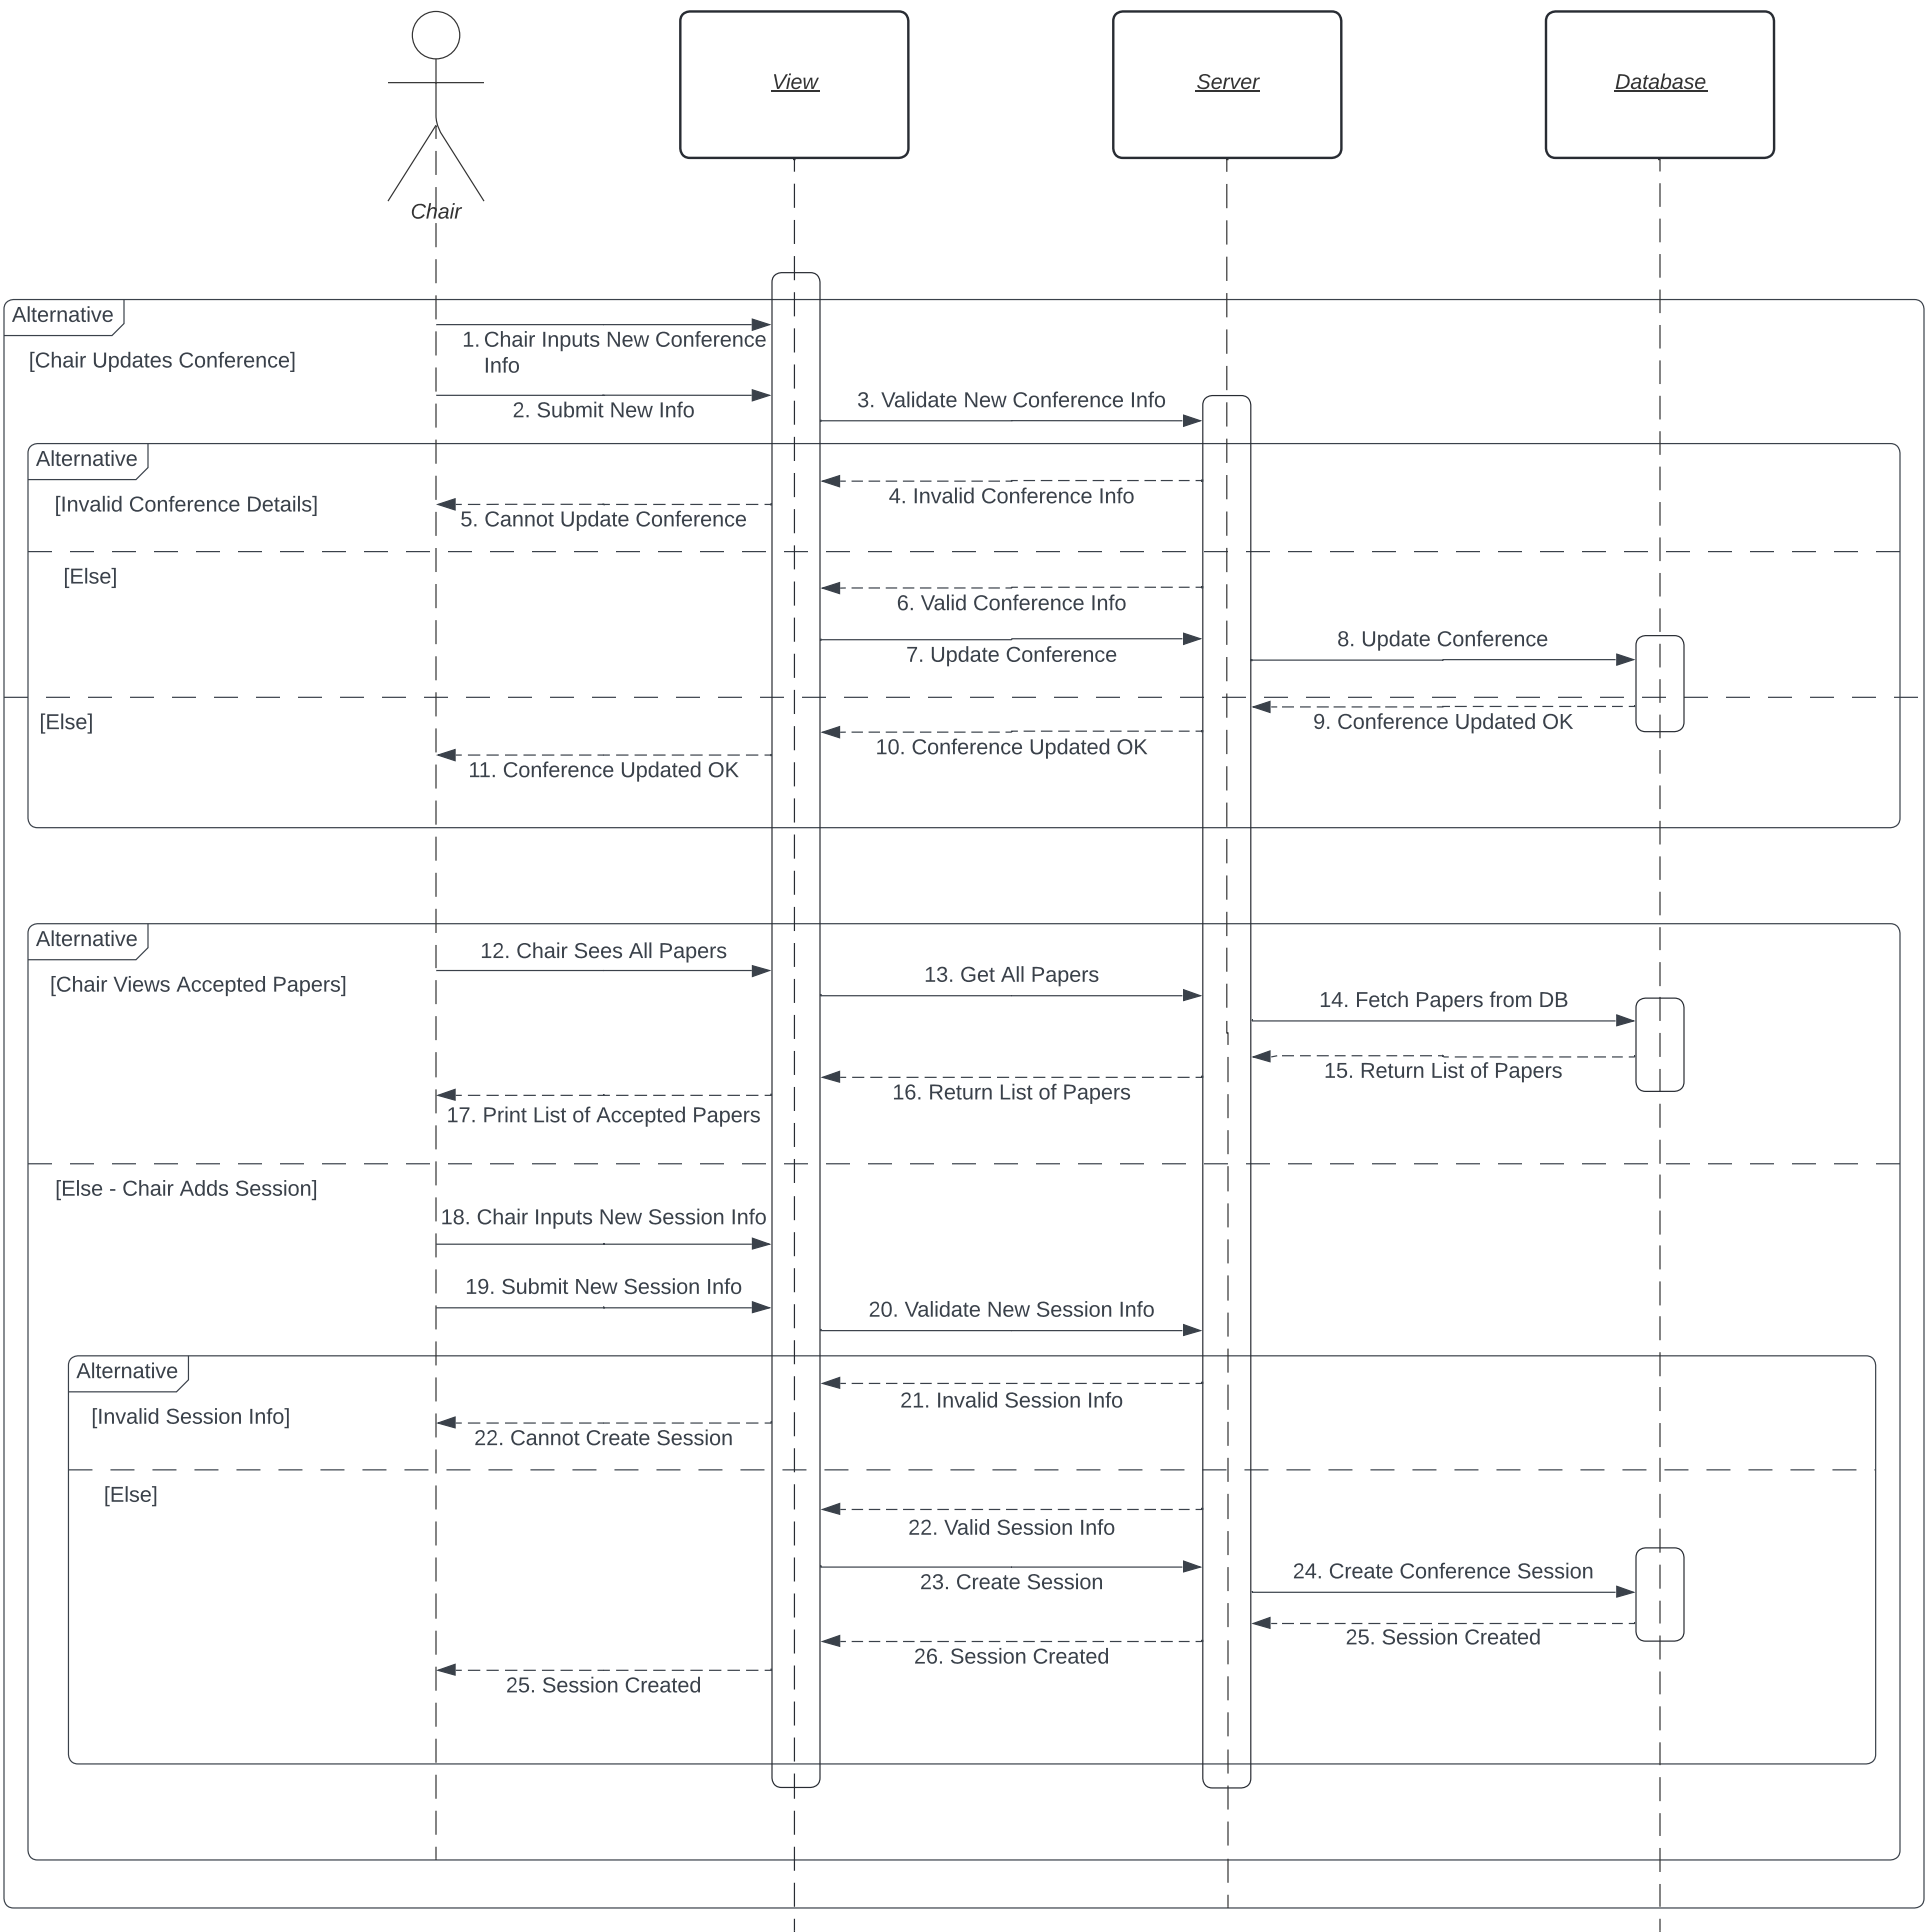 View
Server
Database
Chair
Alternative
1. Chair Inputs New Conference
Info
[Chair Updates Conference]
2. Submit New Info
3. Validate New Conference Info
Alternative
[Invalid Conference Details]
4. Invalid Conference Info
5. Cannot Update Conference
[Else]
6. Valid Conference Info
7. Update Conference
8. Update Conference
[Else]
9. Conference Updated OK
10. Conference Updated OK
11. Conference Updated OK
Alternative
12. Chair Sees All Papers
[Chair Views Accepted Papers]
13. Get All Papers
14. Fetch Papers from DB
15. Return List of Papers
16. Return List of Papers
17. Print List of Accepted Papers
[Else - Chair Adds Session]
18. Chair Inputs New Session Info
19. Submit New Session Info
20. Validate New Session Info
Alternative
21. Invalid Session Info
[Invalid Session Info]
22. Cannot Create Session
[Else]
22. Valid Session Info
23. Create Session
24. Create Conference Session
25. Session Created
26. Session Created
25. Session Created